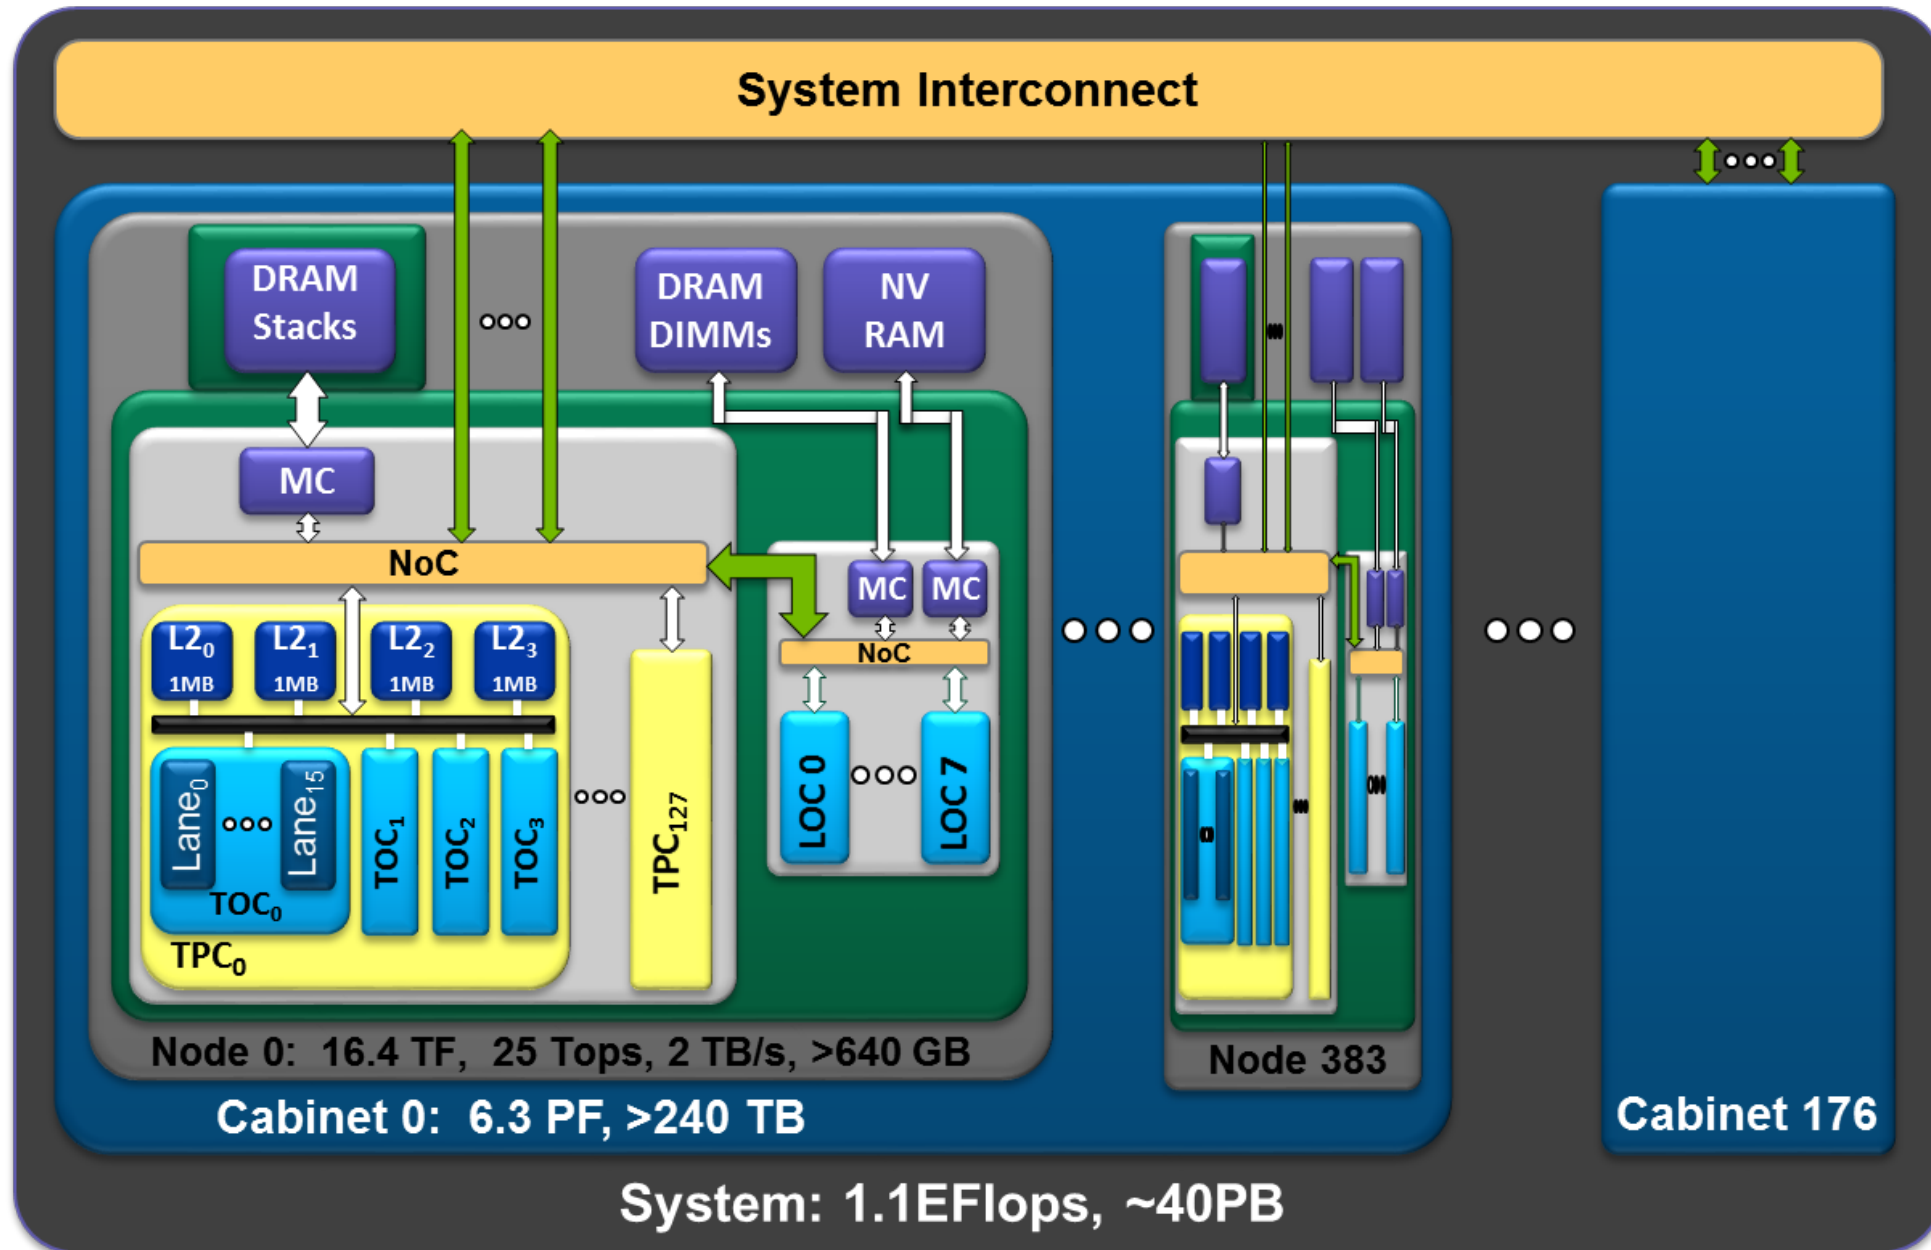 System Interconnect
DRAM
Stacks
DRAM
DIMMs
NV
RAM
MC
NoC
MC
MC
NoC
L2₀
1MB
L2₁
1MB
L2₂
1MB
L2₃
1MB
Lane₀
Lane₁₅
TOC₀
TOC₁
TOC₂
TOC₃
TPC₀
TPC₁₂₇
LOC 0
LOC 7
Node 0: 16.4 TF, 25 Tops, 2 TB/s, >640 GB
Node 383
Cabinet 0: 6.3 PF, >240 TB
Cabinet 176
System: 1.1EFlops, ~40PB